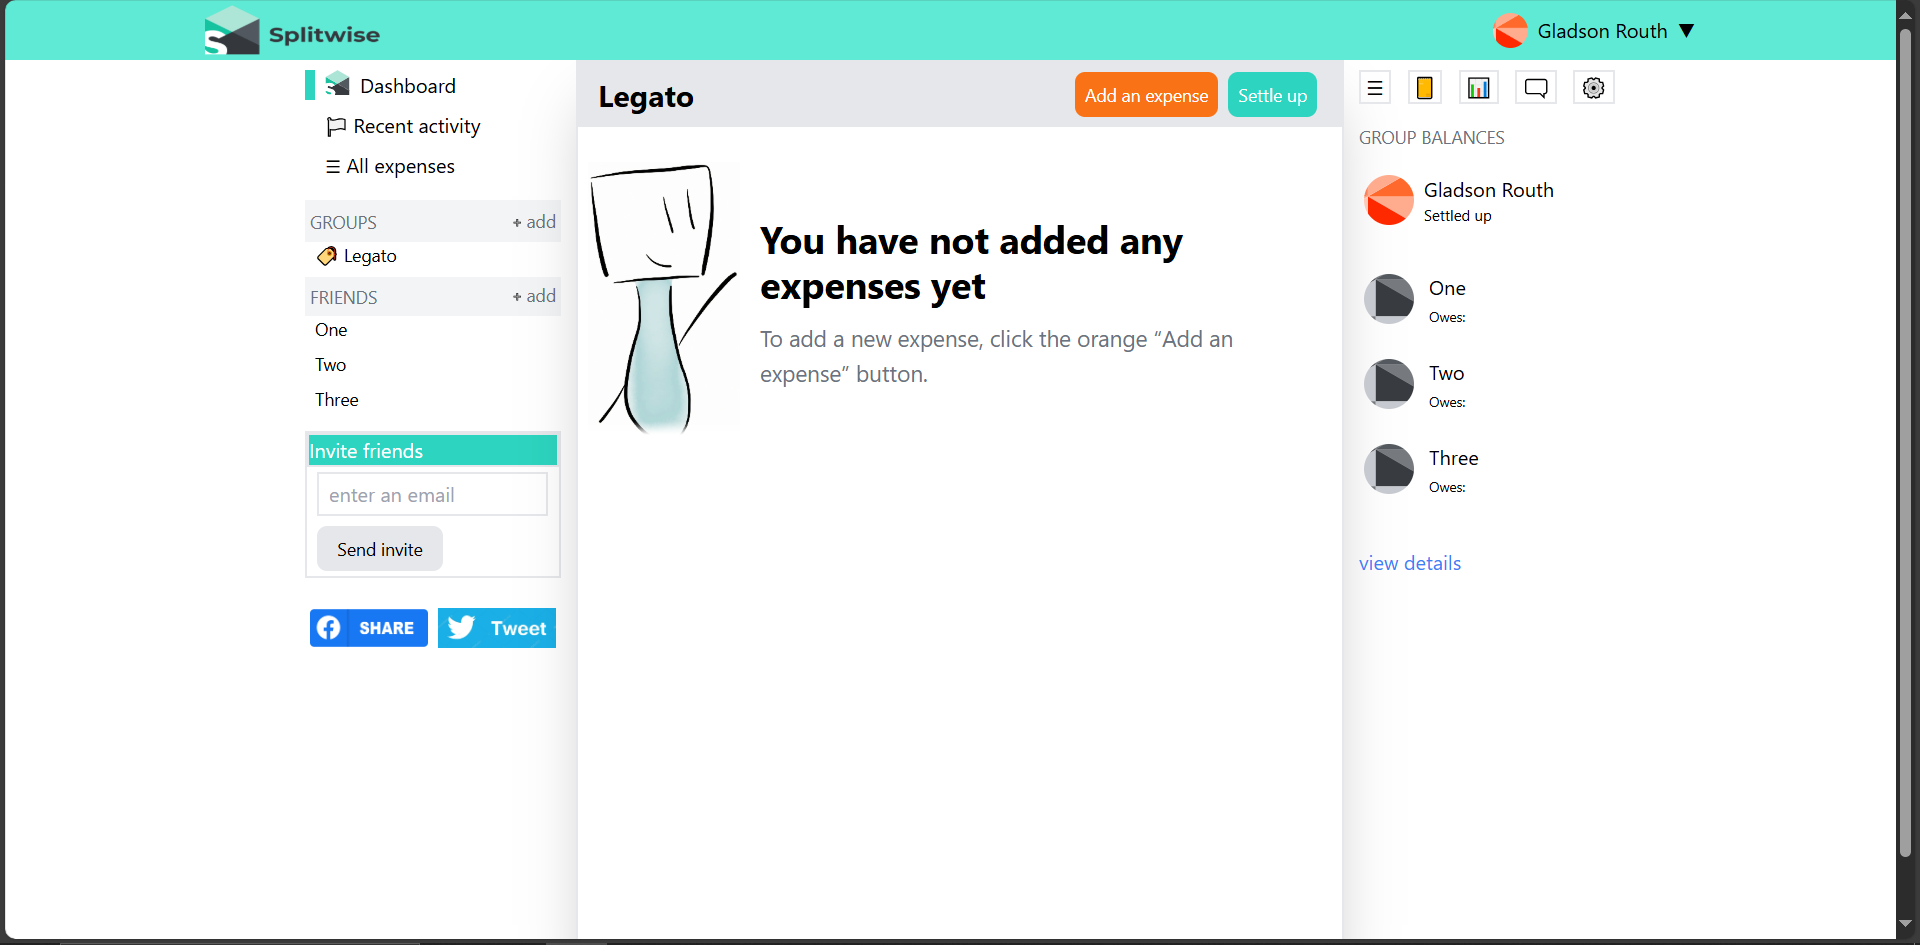 Splitwise
Gladson Routh ▼
Dashboard
Recent activity
☰ All expenses
GROUPS
+ add
Legato
FRIENDS
+ add
One
Two
Three
Invite friends
enter an email
Send invite
SHARE
Tweet
Legato
Add an expense
Settle up
You have not added any
expenses yet
To add a new expense, click the orange “Add an
expense” button.
GROUP BALANCES
Gladson Routh
Settled up
One
Owes:
Two
Owes:
Three
Owes:
view details